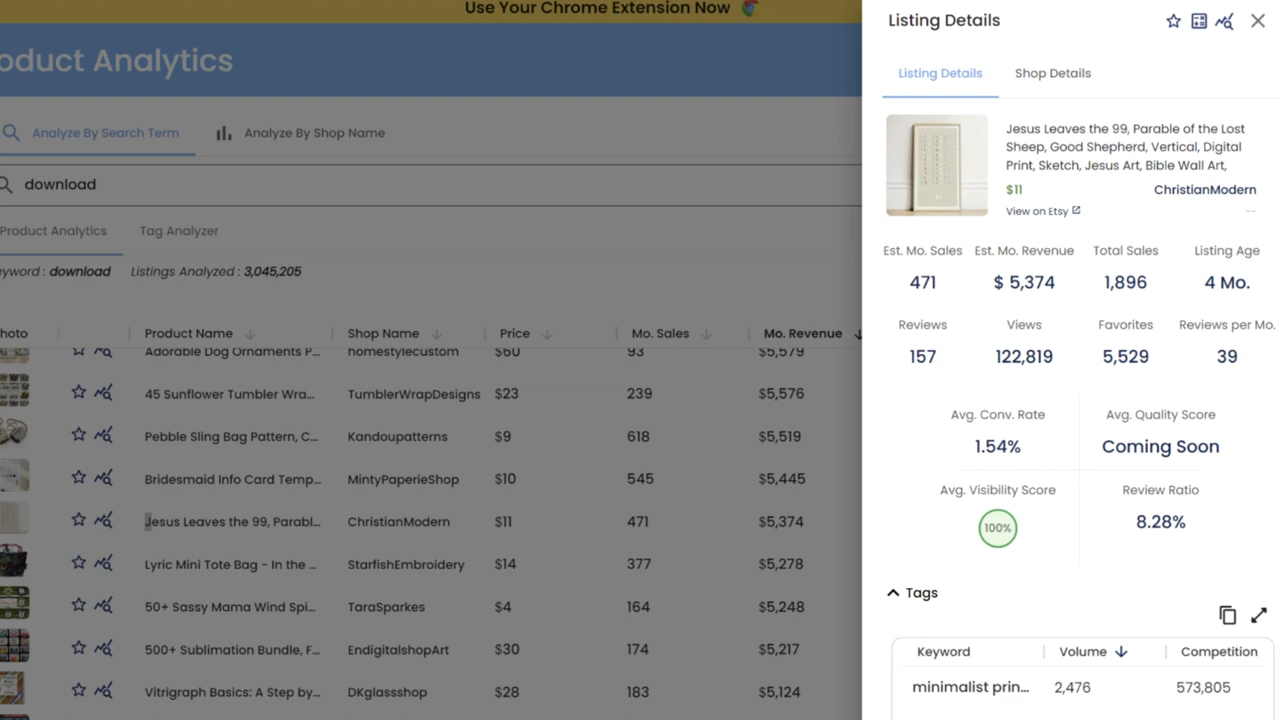 Use Your Chrome Extension Now
oduct Analytics
Analyze By Search Term
Analyze By Shop Name
download
Product Analytics
Tag Analyzer
eyword : download
Listings Analyzed : 3,045,205
hoto
Product Name
Shop Name
Price
Mo. Sales
Mo. Revenue
Adorable Dog Ornaments P... homestylecustom $60 93 $5,579
45 Sunflower Tumbler Wra... TumblerWrapDesigns $23 239 $5,576
Pebble Sling Bag Pattern, C... Kandoupatterns $9 618 $5,519
Bridesmaid Info Card Temp... MintyPaperieShop $10 545 $5,445
Jesus Leaves the 99, Parabl... ChristianModern $11 471 $5,374
Lyric Mini Tote Bag - In the ... StarfishEmbroidery $14 377 $5,278
50+ Sassy Mama Wind Spi... TaraSparkes $4 164 $5,248
500+ Sublimation Bundle, F... EndigitalshopArt $30 174 $5,217
Vitrigraph Basics: A Step by... DKglassshop $28 183 $5,124
Listing Details
Listing Details
Shop Details
Jesus Leaves the 99, Parable of the Lost
Sheep, Good Shepherd, Vertical, Digital
Print, Sketch, Jesus Art, Bible Wall Art,
$11
ChristianModern
View on Etsy
--
Est. Mo. Sales Est. Mo. Revenue Total Sales Listing Age
471 $ 5,374 1,896 4 Mo.
Reviews Views Favorites Reviews per Mo.
157 122,819 5,529 39
Avg. Conv. Rate Avg. Quality Score
1.54% Coming Soon
Avg. Visibility Score Review Ratio
100% 8.28%
Tags
Keyword Volume Competition
minimalist prin... 2,476 573,805